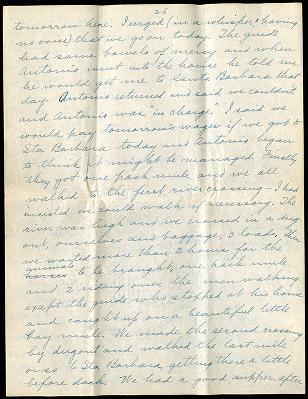 26
tomorrow here. I urged (in a whisper! having
no voice) that we go on today. The guide
had some bowels of mercy and when
Antonio went into the house he told me
he would get me to Santa Barbara that
day. Antonio returned and said we couldn't
and Antonio was "in charge." I said we
would pay tomorrow's wages if we got to
Sta Barbara today and Antonio began
to think it might be managed. Finally
they got one pack mule and we all
walked to the first river crossing - I had
insisted we could walk if necessary. The
river was high and we crossed in a dug
out, ourselves and baggage, 3 loads. Then
we waited more than 2 hours for the
animals to be brought, one pack mule
and 2 riding ones, the men walking
except the guide who stopped at his home
and caught up on a beautiful little
bay mule. We made the second crossing
by dugout and walked the last mile
or so to Sta Barbara, getting there a little
before dark. We had a good supper, after